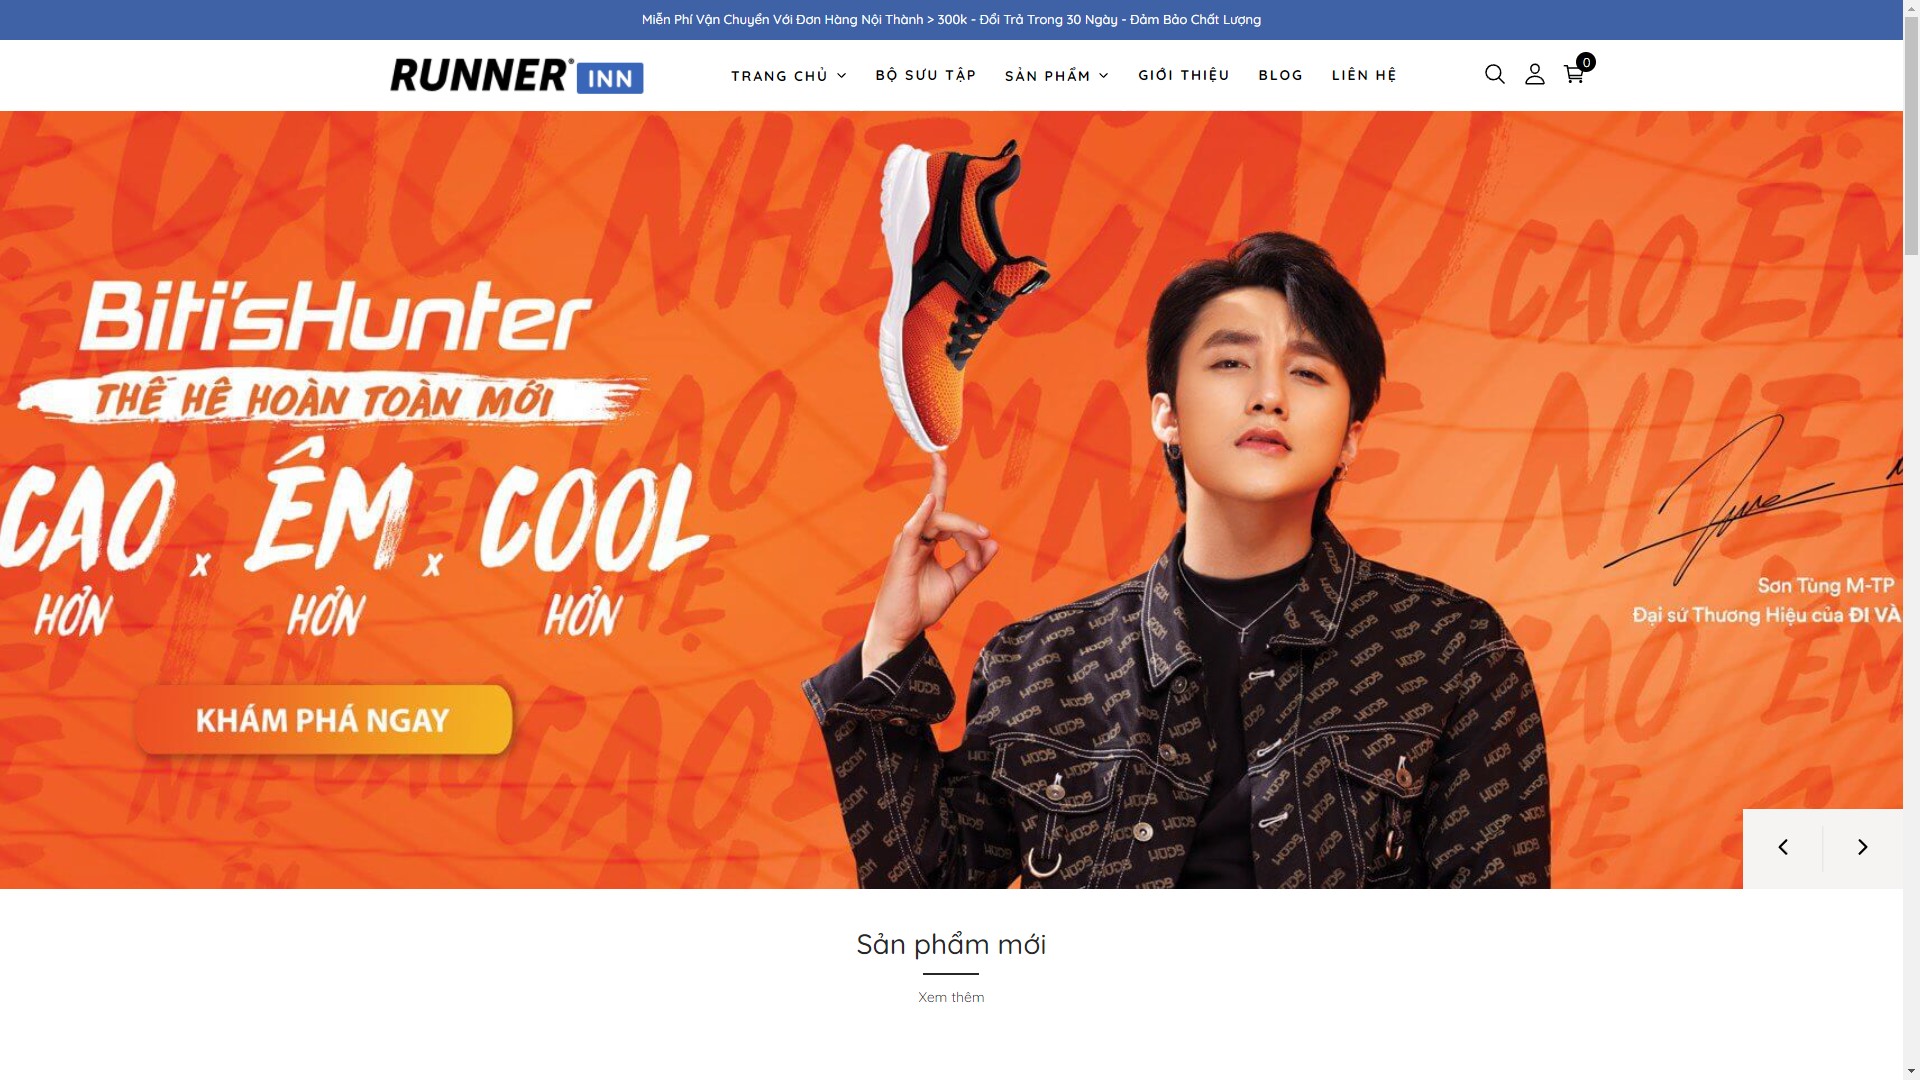 Miễn Phí Vận Chuyển Với Đơn Hàng Nội Thành > 300k - Đổi Trả Trong 30 Ngày - Đảm Bảo Chất Lượng
RUNNER INN
TRANG CHỦ BỘ SƯU TẬP SẢN PHẨM GIỚI THIỆU BLOG LIÊN HỆ 0
Biti'sHunter
THẾ HỆ HOÀN TOÀN MỚI
CAO x ÊM x COOL
HƠN HƠN HƠN
KHÁM PHÁ NGAY
Sơn Tùng M-TP
Đại sứ Thương Hiệu của ĐI VÀ
Sản phẩm mới
Xem thêm